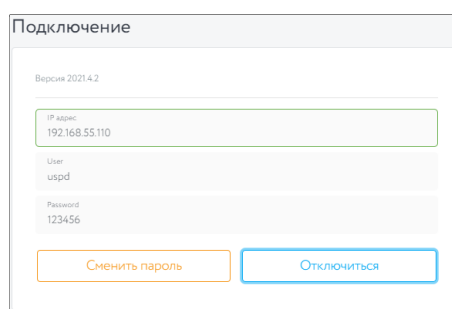 Подключение
Версия 2021.4.2
IP адрес
192.168.55.110
User
uspd
Password
123456
Сменить пароль
Отключиться